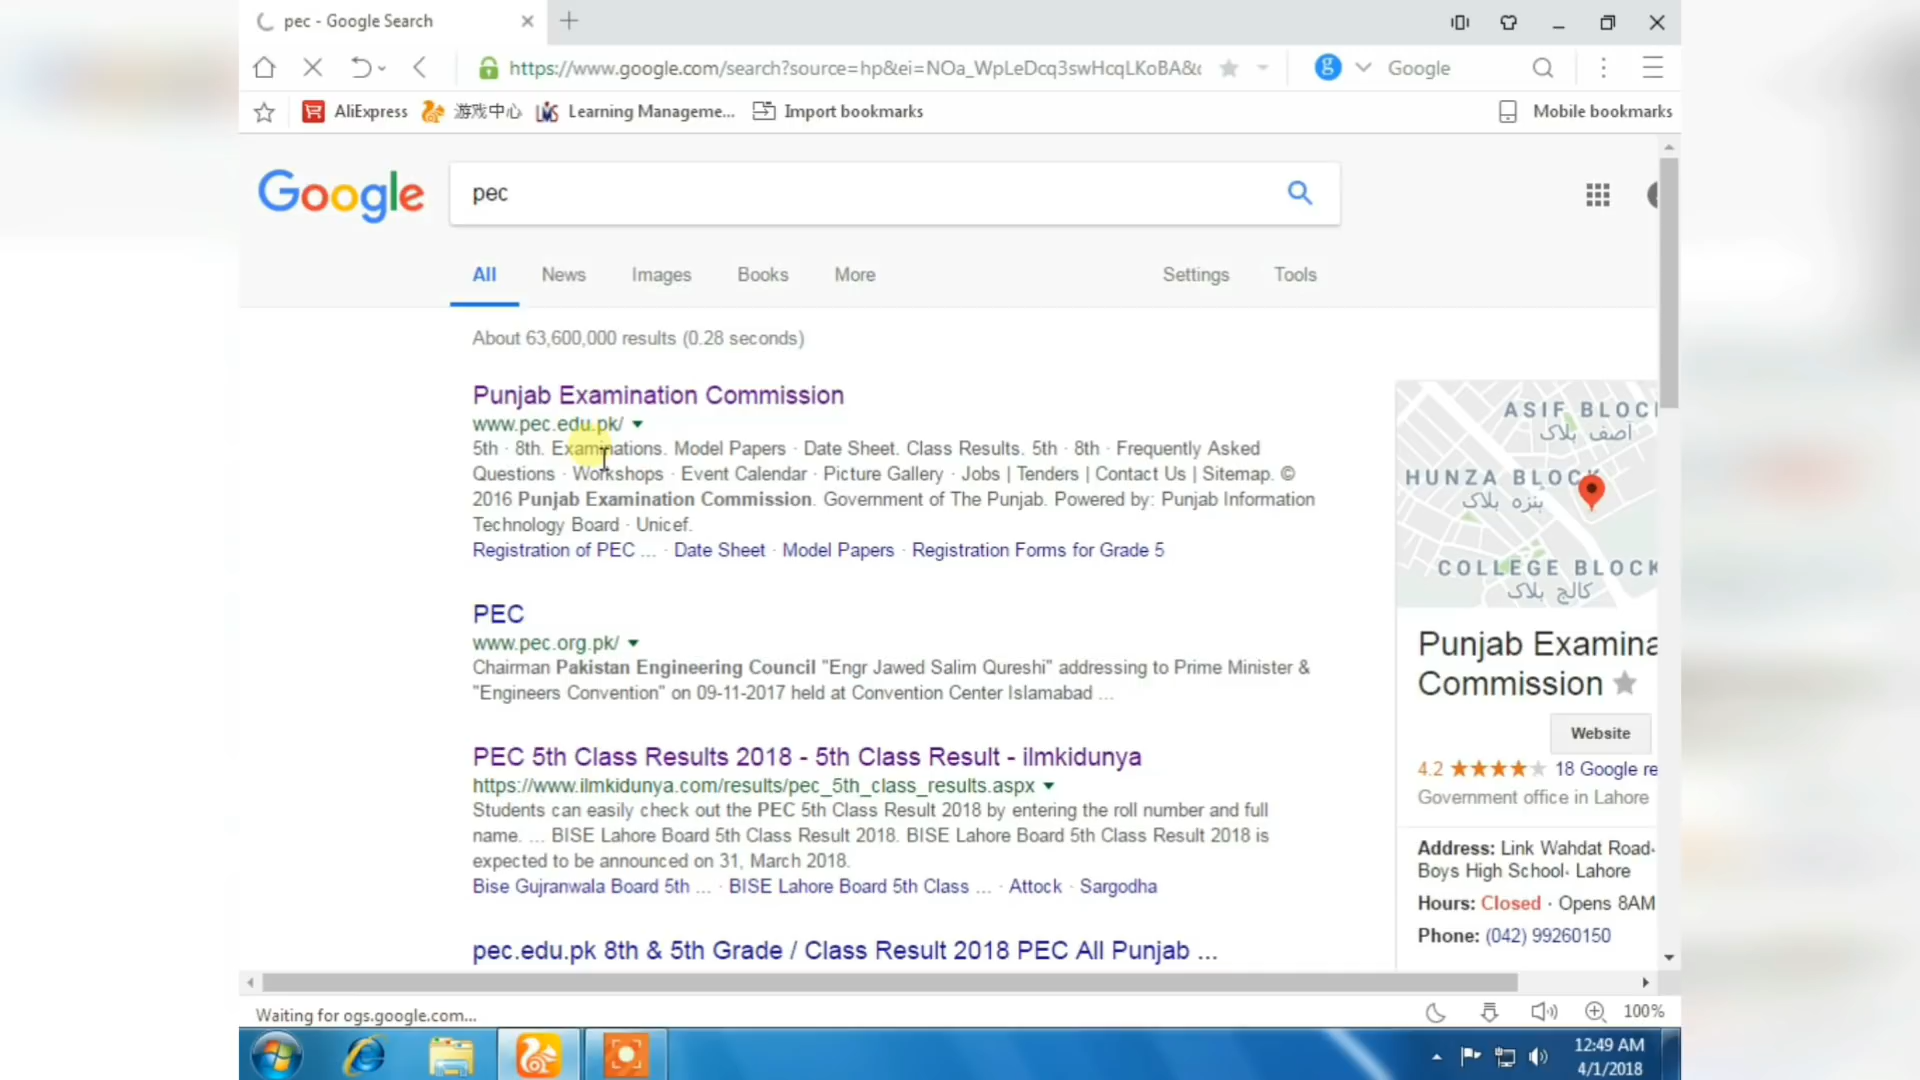 pec - Google Search
https://www.google.com/search?source=hp&ei=NOa_WpLeDcq3swHcqLKoBA&
Google
AliExpress
游戏中心
Learning Manageme...
Import bookmarks
Mobile bookmarks
Google
pec
All
News
Images
Books
More
Settings
Tools
About 63,600,000 results (0.28 seconds)
Punjab Examination Commission
www.pec.edu.pk/
5th · 8th. Examinations. Model Papers · Date Sheet. Class Results. 5th · 8th · Frequently Asked
Questions · Workshops · Event Calendar · Picture Gallery · Jobs | Tenders | Contact Us | Sitemap. ©
2016 Punjab Examination Commission. Government of The Punjab. Powered by: Punjab Information
Technology Board · Unicef.
Registration of PEC ... · Date Sheet · Model Papers · Registration Forms for Grade 5
PEC
www.pec.org.pk/
Chairman Pakistan Engineering Council "Engr Jawed Salim Qureshi" addressing to Prime Minister &
"Engineers Convention" on 09-11-2017 held at Convention Center Islamabad ...
PEC 5th Class Results 2018 - 5th Class Result - ilmkidunya
https://www.ilmkidunya.com/results/pec_5th_class_results.aspx
Students can easily check out the PEC 5th Class Result 2018 by entering the roll number and full
name. ... BISE Lahore Board 5th Class Result 2018. BISE Lahore Board 5th Class Result 2018 is
expected to be announced on 31, March 2018.
Bise Gujranwala Board 5th ... · BISE Lahore Board 5th Class ... · Attock · Sargodha
pec.edu.pk 8th & 5th Grade / Class Result 2018 PEC All Punjab ...
ASIF BLOC
آصف بلاک
HUNZA BLOCK
ہنزہ بلاک
COLLEGE BLOCK
کالج بلاک
Punjab Examina
Commission
Website
4.2
18 Google re
Government office in Lahore
Address: Link Wahdat Road،
Boys High School، Lahore
Hours: Closed · Opens 8AM
Phone: (042) 99260150
Waiting for ogs.google.com...
100%
12:49 AM
4/1/2018